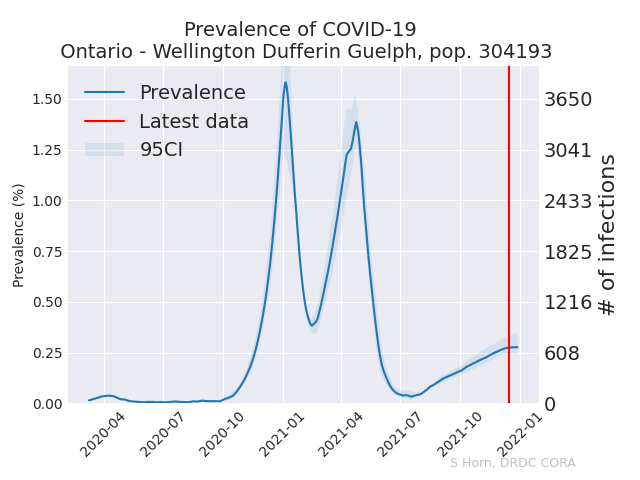 Prevalence of COVID-19
Ontario - Wellington Dufferin Guelph, pop. 304193
Prevalence
Latest data
95CI
Prevalence (%)
1.50
1.25
1.00
0.75
0.50
0.25
0.00
3650
3041
2433
1825
1216
608
0
# of infections
2020-04
2020-07
2020-10
2021-01
2021-04
2021-07
2021-10
2022-01
S Horn, DRDC CORA